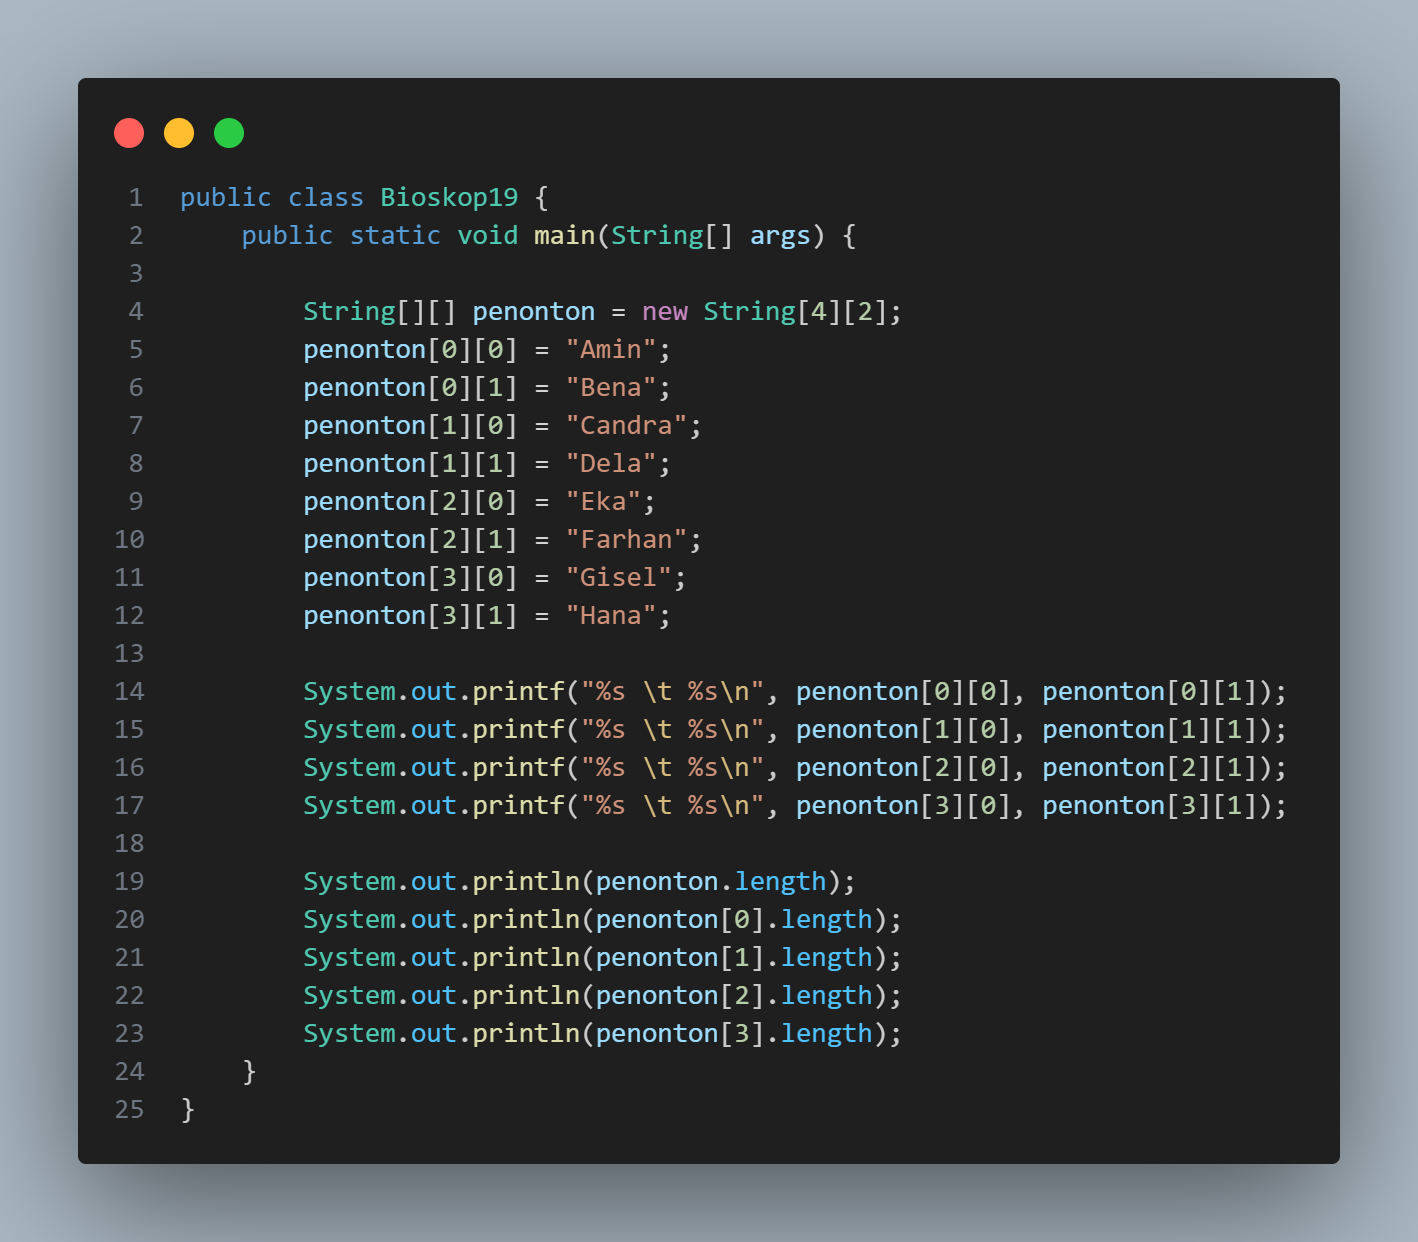 1 public class Bioskop19 {
2     public static void main(String[] args) {
3
4         String[][] penonton = new String[4][2];
5         penonton[0][0] = "Amin";
6         penonton[0][1] = "Bena";
7         penonton[1][0] = "Candra";
8         penonton[1][1] = "Dela";
9         penonton[2][0] = "Eka";
10         penonton[2][1] = "Farhan";
11         penonton[3][0] = "Gisel";
12         penonton[3][1] = "Hana";
13
14         System.out.printf("%s \t %s\n", penonton[0][0], penonton[0][1]);
15         System.out.printf("%s \t %s\n", penonton[1][0], penonton[1][1]);
16         System.out.printf("%s \t %s\n", penonton[2][0], penonton[2][1]);
17         System.out.printf("%s \t %s\n", penonton[3][0], penonton[3][1]);
18
19         System.out.println(penonton.length);
20         System.out.println(penonton[0].length);
21         System.out.println(penonton[1].length);
22         System.out.println(penonton[2].length);
23         System.out.println(penonton[3].length);
24     }
25 }